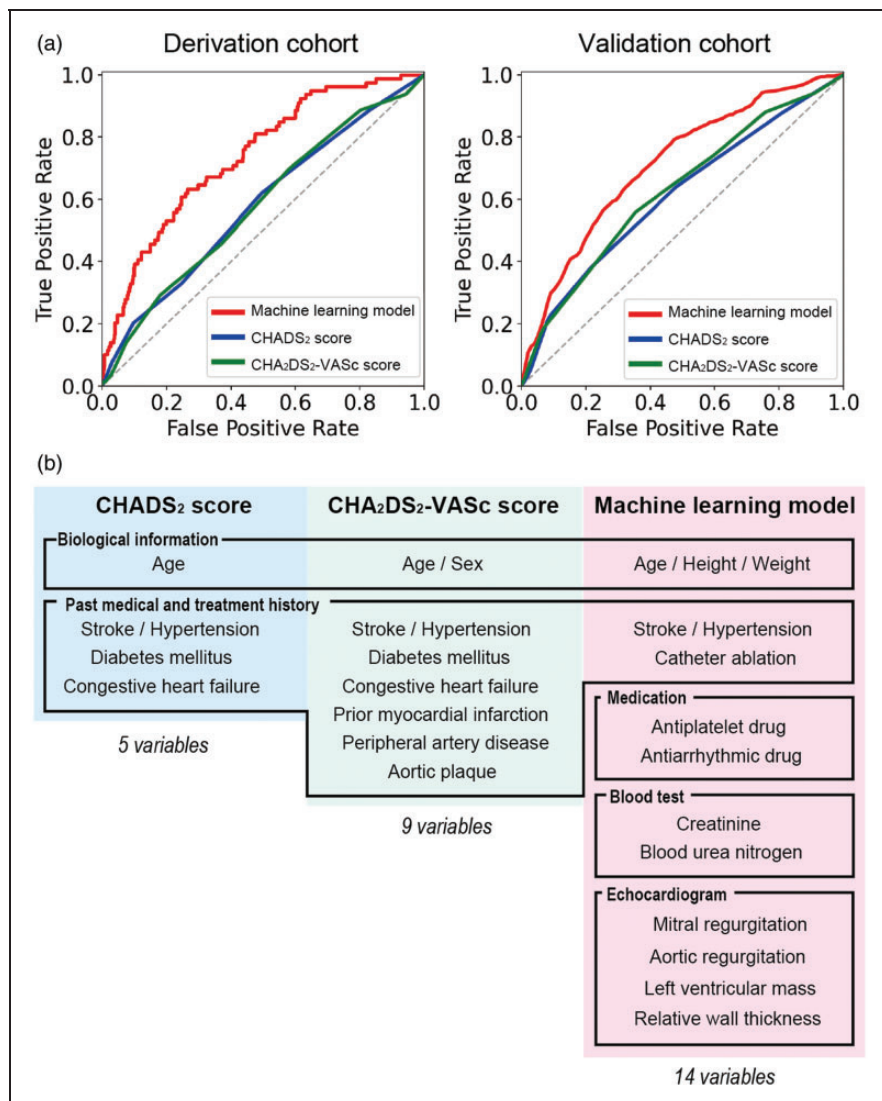 (a)
Derivation cohort
1.0
0.8
0.6
0.4
0.2
0.0
True Positive Rate
Machine learning model
CHADS₂ score
CHA₂DS₂-VASc score
0.0 0.2 0.4 0.6 0.8 1.0
False Positive Rate
Validation cohort
1.0
0.8
0.6
0.4
0.2
0.0
True Positive Rate
Machine learning model
CHADS₂ score
CHA₂DS₂-VASc score
0.0 0.2 0.4 0.6 0.8 1.0
False Positive Rate
(b)
CHADS₂ score CHA₂DS₂-VASc score Machine learning model
Biological information
Age Age / Sex Age / Height / Weight
Past medical and treatment history
Stroke / Hypertension
Diabetes mellitus
Congestive heart failure
5 variables
Stroke / Hypertension
Diabetes mellitus
Congestive heart failure
Prior myocardial infarction
Peripheral artery disease
Aortic plaque
9 variables
Stroke / Hypertension
Catheter ablation
Medication
Antiplatelet drug
Antiarrhythmic drug
Blood test
Creatinine
Blood urea nitrogen
Echocardiogram
Mitral regurgitation
Aortic regurgitation
Left ventricular mass
Relative wall thickness
14 variables